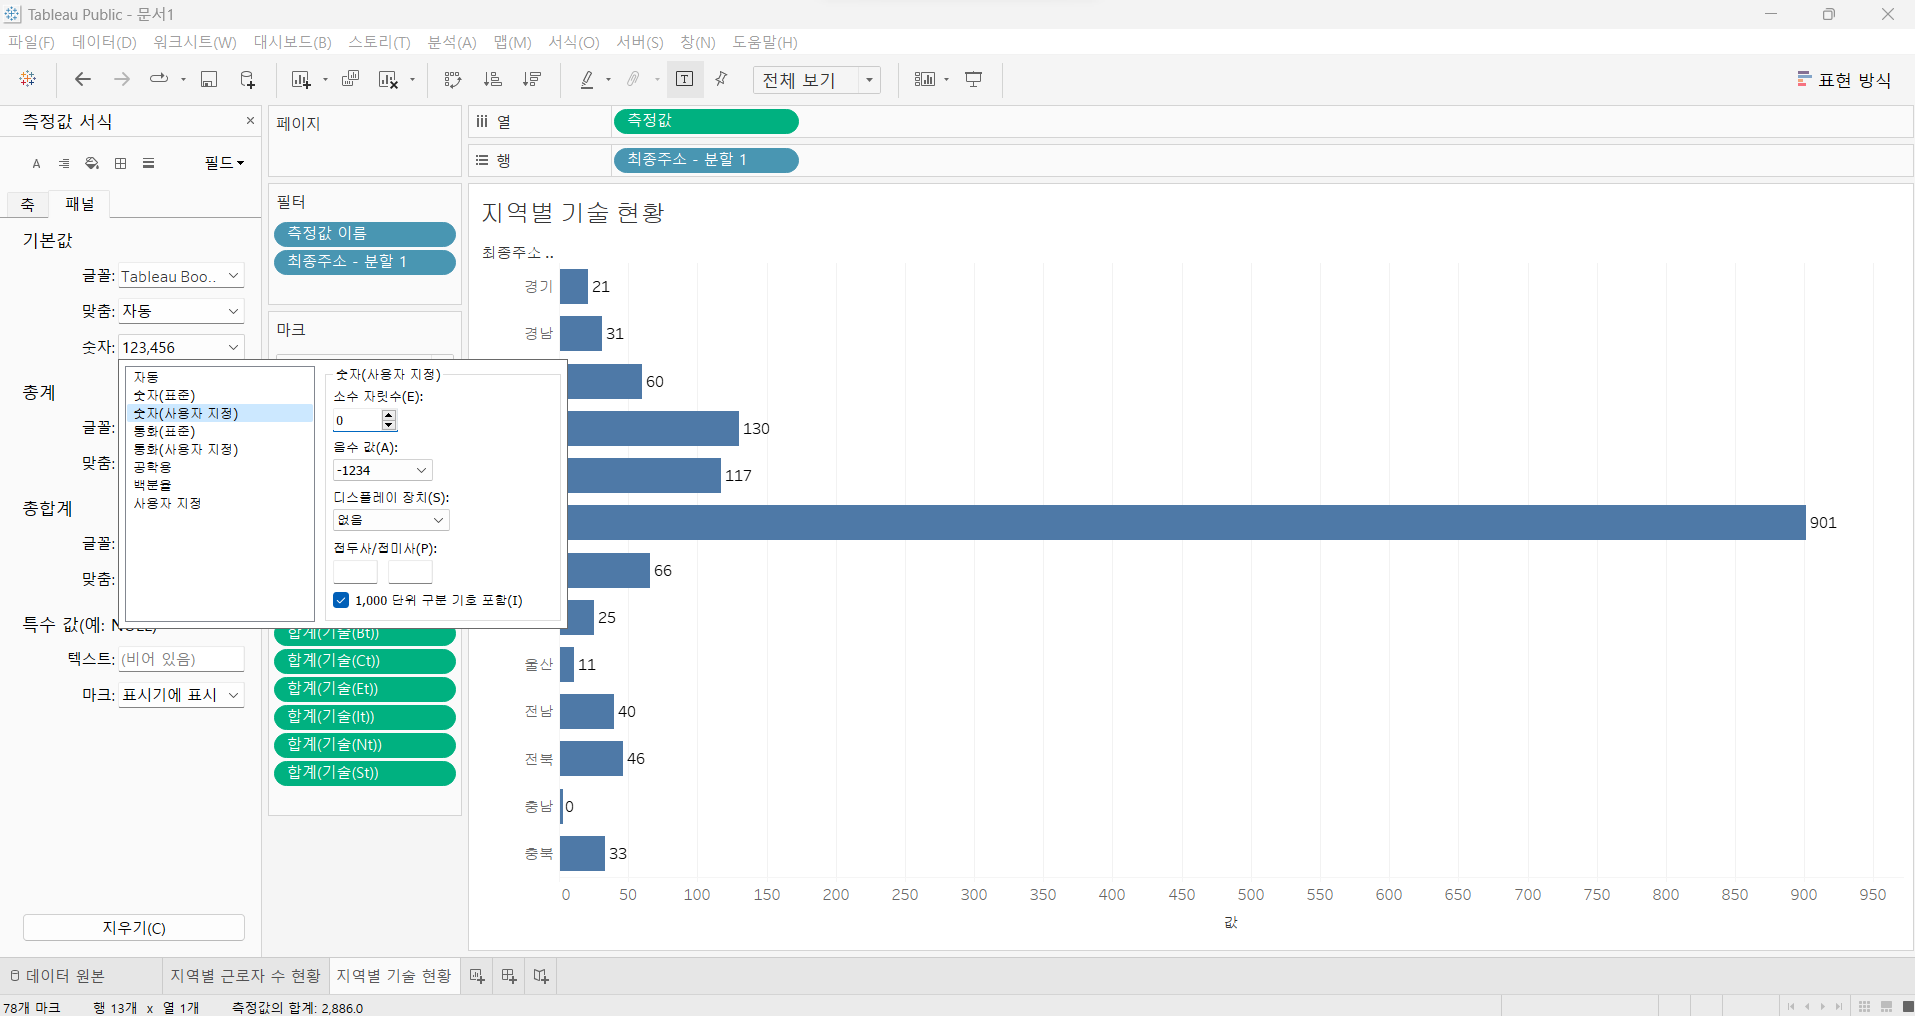 Tableau Public - 문서1
파일(F) 데이터(D) 워크시트(W) 대시보드(B) 스토리(T) 분석(A) 맵(M) 서식(O) 서버(S) 창(N) 도움말(H)
전체 보기
표현 방식
측정값 서식
필드
축 패널
기본값
글꼴: Tableau Boo..
맞춤: 자동
숫자: 123,456
총계
글꼴:
맞춤:
총합계
글꼴:
맞춤:
특수 값(예: NULL)
텍스트: (비어 있음)
마크: 표시기에 표시
지우기(C)
자동
숫자(표준)
숫자(사용자 지정)
통화(표준)
통화(사용자 지정)
공학용
백분율
사용자 지정
숫자(사용자 지정)
소수 자릿수(E):
0
음수 값(A):
-1234
디스플레이 장치(S):
없음
접두사/접미사(P):
1,000 단위 구분 기호 포함(I)
페이지
필터
측정값 이름
최종주소 - 분할 1
마크
합계(기술(Bt))
합계(기술(Ct))
합계(기술(Et))
합계(기술(It))
합계(기술(Nt))
합계(기술(St))
열 측정값
행 최종주소 - 분할 1
지역별 기술 현황
최종주소 ..
경기 21
경남 31
60
130
117
901
66
25
울산 11
전남 40
전북 46
충남 0
충북 33
0 50 100 150 200 250 300 350 400 450 500 550 600 650 700 750 800 850 900 950
값
데이터 원본 지역별 근로자 수 현황 지역별 기술 현황
78개 마크 행 13개 x 열 1개 측정값의 합계: 2,886.0